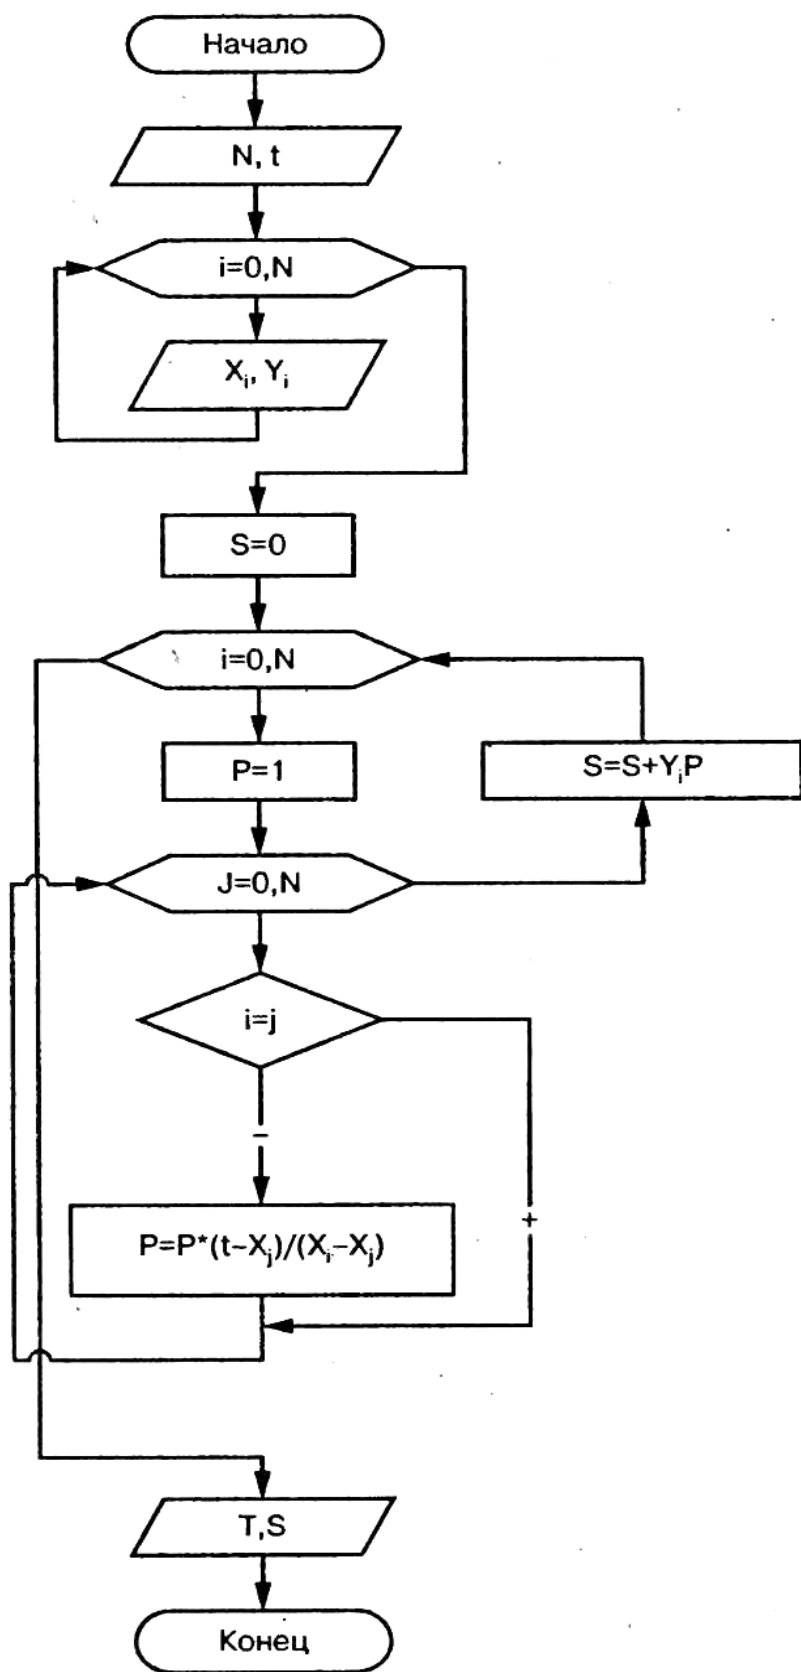 Начало
N, t
i=0,N
Xᵢ, Yᵢ
S=0
i=0,N
P=1
S=S+YᵢP
J=0,N
i=j
–
+
P=P*(t–Xⱼ)/(Xᵢ–Xⱼ)
T,S
Конец